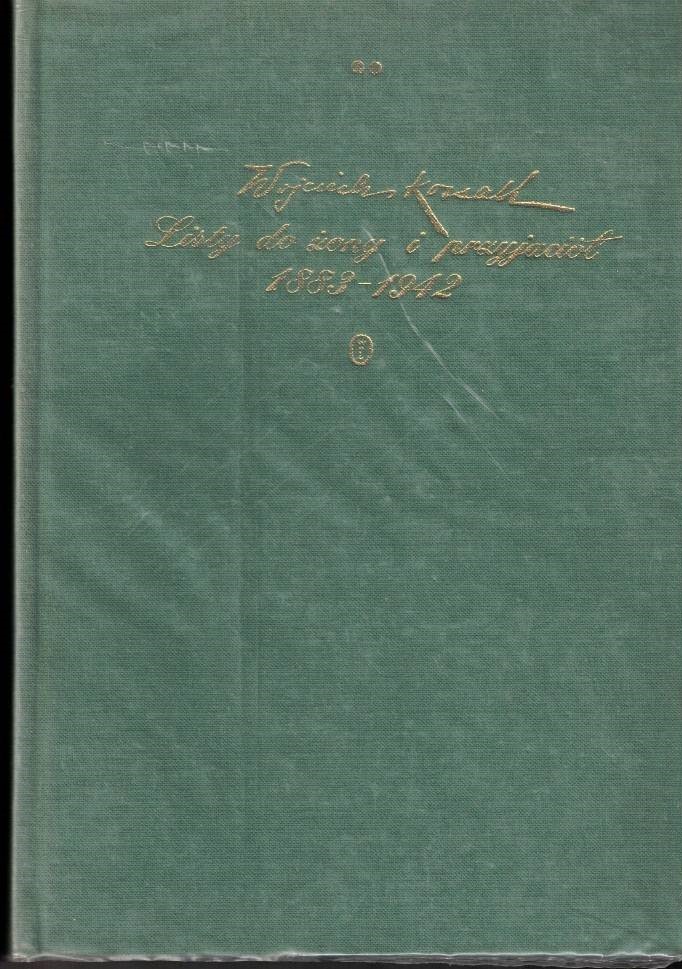 Wojciech Kossak
Listy do żony i przyjaciół
1883-1942